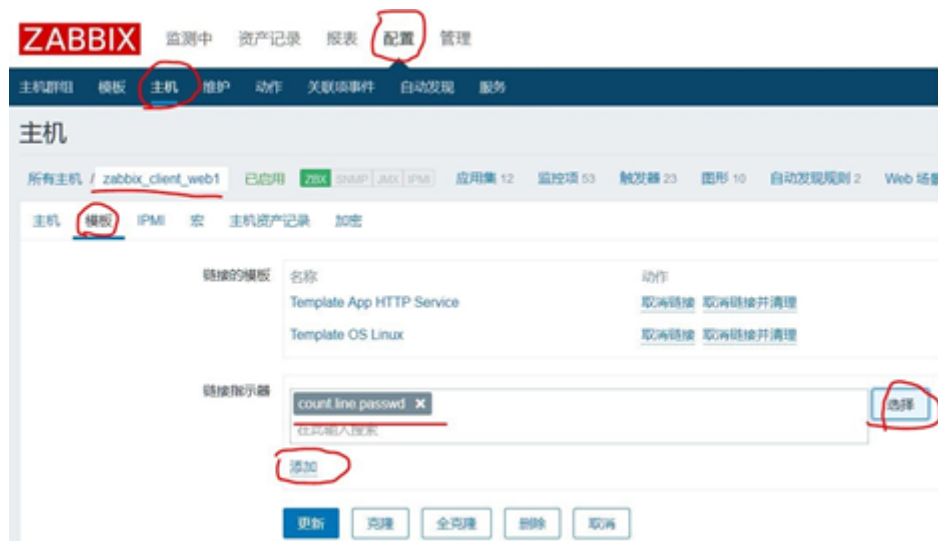 ZABBIX 监测中 资产记录 报表 配置 管理
主机群组 模板 主机 维护 动作 关联项事件 自动发现 服务
主机
所有主机 / zabbix_client_web1 已启用 ZBX SNMP JMX IPMI 应用集 12 监控项 53 触发器 23 图形 10 自动发现规则 2 Web 场景
主机 模板 IPMI 宏 主机资产记录 加密
链接的模板 名称 动作
Template App HTTP Service 取消链接 取消链接并清理
Template OS Linux 取消链接 取消链接并清理
链接指示器 count.line.passwd × 选择
在此输入搜索
添加
更新 克隆 全克隆 删除 取消